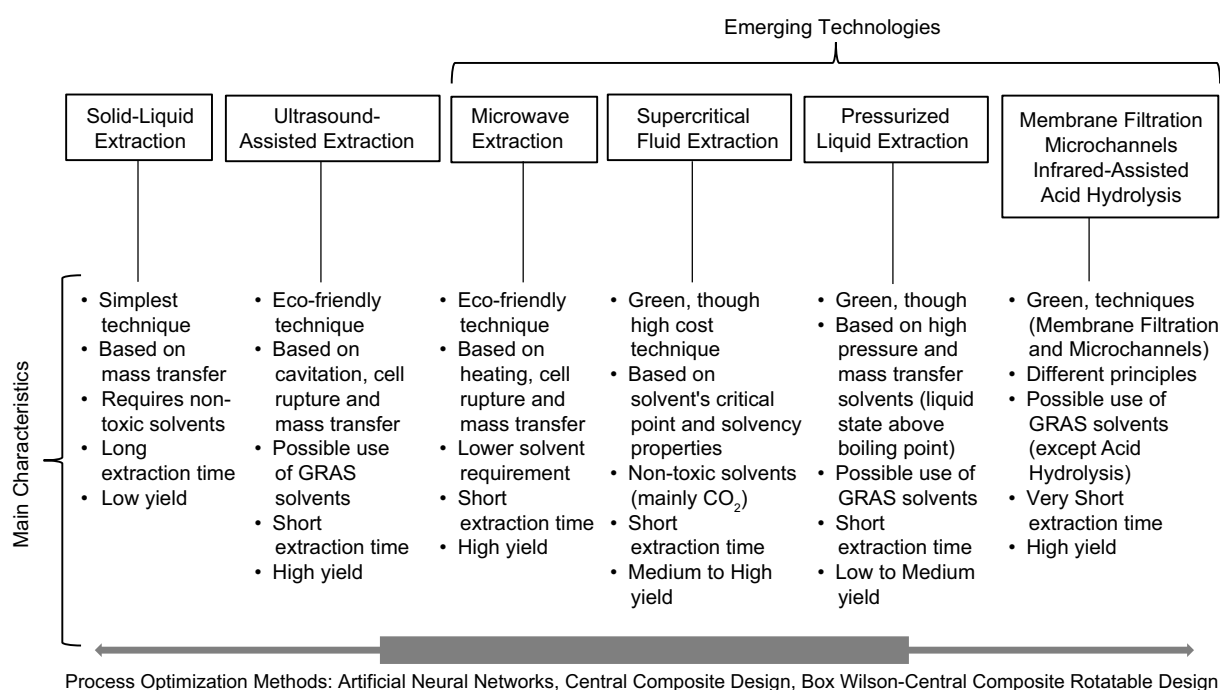 Emerging Technologies
Solid-Liquid
Extraction
Ultrasound-
Assisted Extraction
Microwave
Extraction
Supercritical
Fluid Extraction
Pressurized
Liquid Extraction
Membrane Filtration
Microchannels
Infrared-Assisted
Acid Hydrolysis
Main Characteristics
• Simplest
technique
• Based on
mass transfer
• Requires non-
toxic solvents
• Long
extraction time
• Low yield
• Eco-friendly
technique
• Based on
cavitation, cell
rupture and
mass transfer
• Possible use
of GRAS
solvents
• Short
extraction time
• High yield
• Eco-friendly
technique
• Based on
heating, cell
rupture and
mass transfer
• Lower solvent
requirement
• Short
extraction time
• High yield
• Green, though
high cost
technique
• Based on
solvent's critical
point and solvency
properties
• Non-toxic solvents
(mainly CO₂)
• Short
extraction time
• Medium to High
yield
• Green, though
• Based on high
pressure and
mass transfer
solvents (liquid
state above
boiling point)
• Possible use of
GRAS solvents
• Short
extraction time
• Low to Medium
yield
• Green, techniques
(Membrane Filtration
and Microchannels)
• Different principles
• Possible use of
GRAS solvents
(except Acid
Hydrolysis)
• Very Short
extraction time
• High yield
Process Optimization Methods: Artificial Neural Networks, Central Composite Design, Box Wilson-Central Composite Rotatable Design